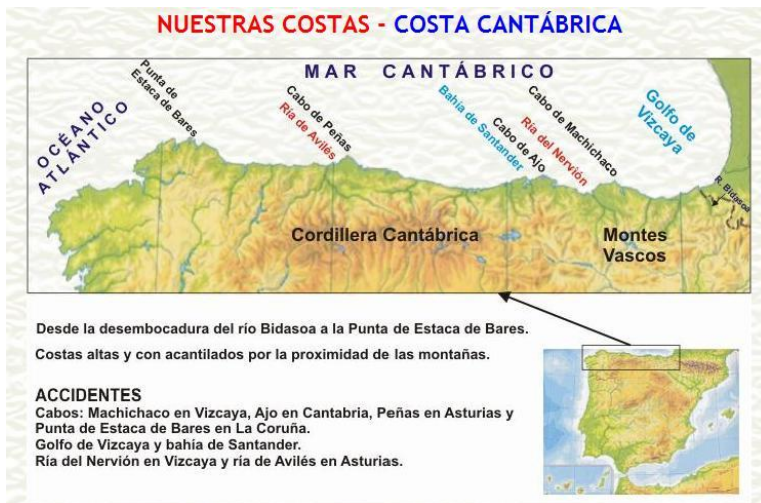 NUESTRAS COSTAS - COSTA CANTÁBRICA
MAR CANTÁBRICO
OCÉANO
ATLÁNTICO
Punta de
Estaca de Bares
Cabo de Peñas
Ría de Avilés
Bahía de Santander
Cabo de Ajo
Cabo de Machichaco
Ría del Nervión
Golfo de
Vizcaya
R. Bidasoa
Cordillera Cantábrica
Montes
Vascos
Desde la desembocadura del río Bidasoa a la Punta de Estaca de Bares.
Costas altas y con acantilados por la proximidad de las montañas.
ACCIDENTES
Cabos: Machichaco en Vizcaya, Ajo en Cantabria, Peñas en Asturias y
Punta de Estaca de Bares en La Coruña.
Golfo de Vizcaya y bahía de Santander.
Ría del Nervión en Vizcaya y ría de Avilés en Asturias.